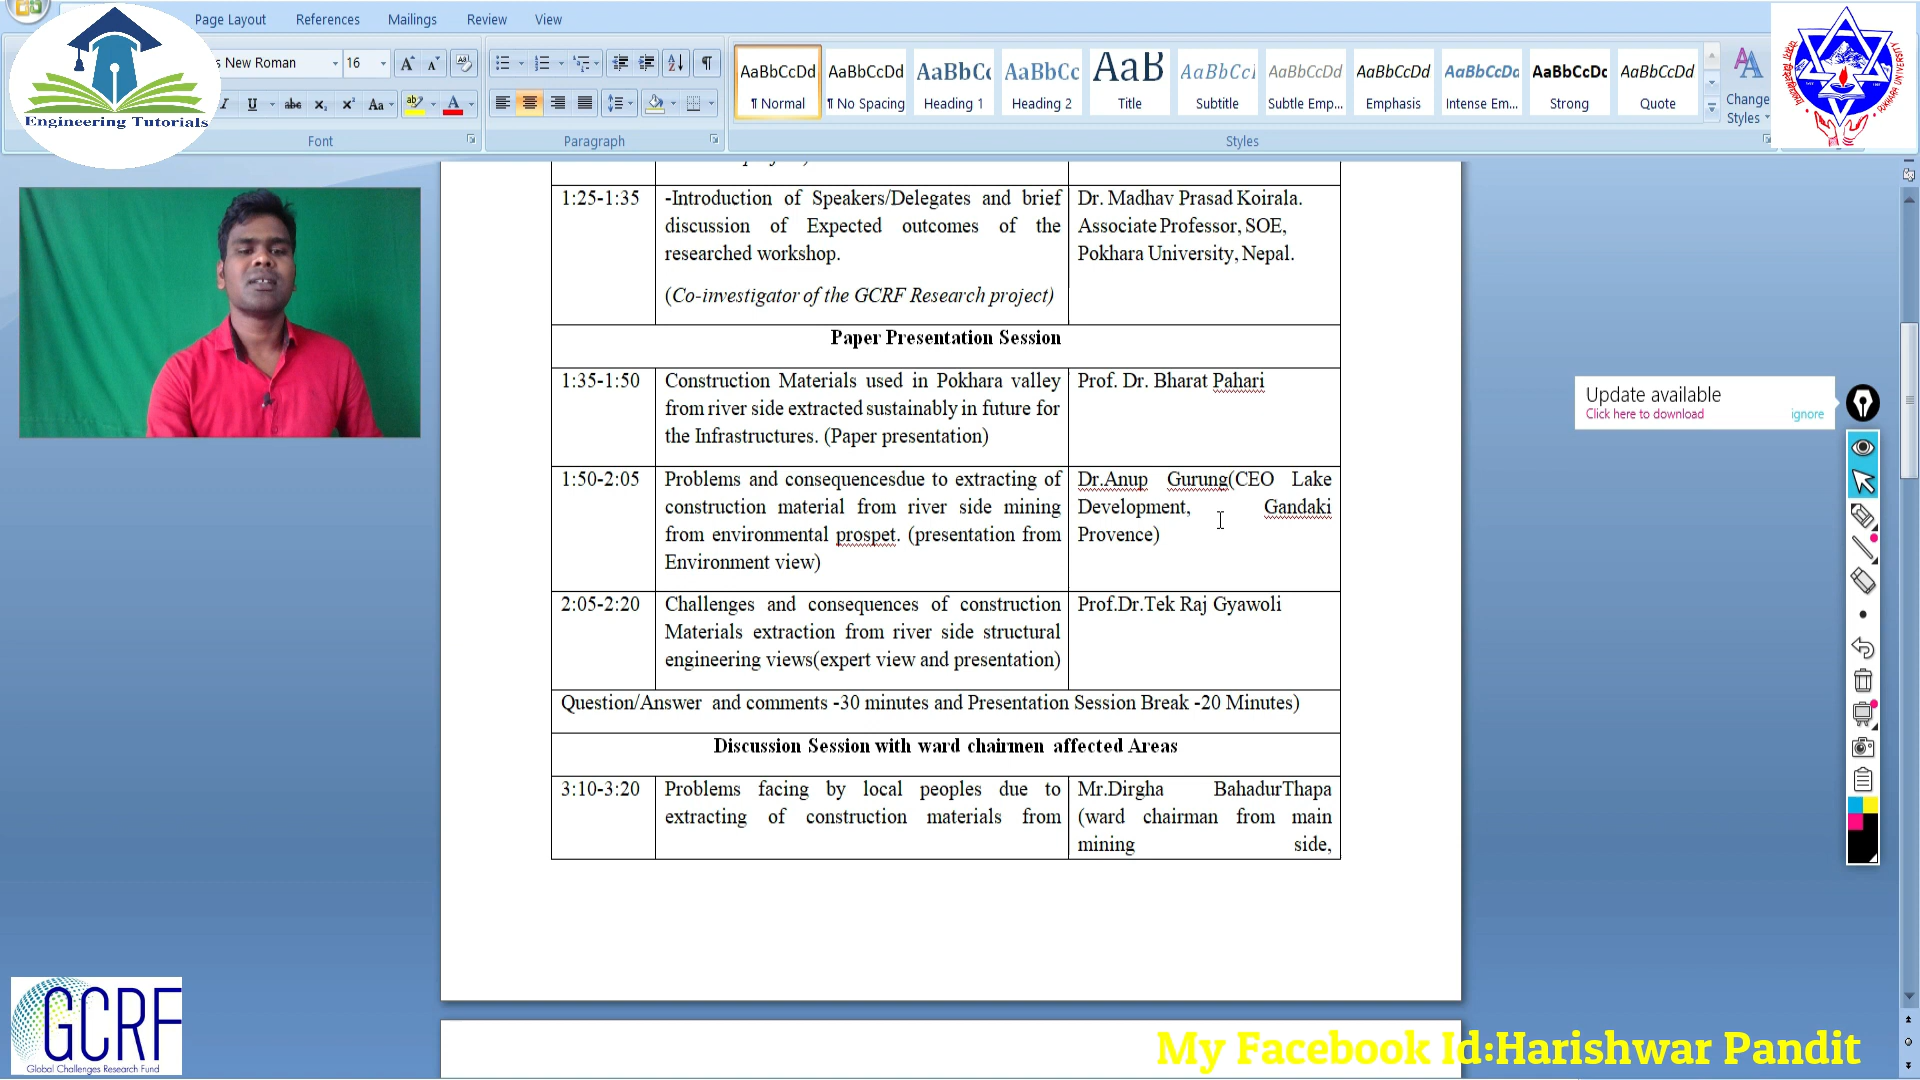 Page Layout References Mailings Review View
s New Roman 16
AaBbCcDd AaBbCcDd AaBbCc AaBbCc AaB AaBbCcI AaBbCcDd AaBbCcDd AaBbCcDc AaBbCcDc AaBbCcDd
¶ Normal ¶ No Spacing Heading 1 Heading 2 Title Subtitle Subtle Emp... Emphasis Intense Em... Strong Quote
Change
Styles
Font Paragraph Styles
Engineering Tutorials
POKHARA UNIVERSITY
1:25-1:35
-Introduction of Speakers/Delegates and brief
discussion of Expected outcomes of the
researched workshop.
(Co-investigator of the GCRF Research project)
Dr. Madhav Prasad Koirala.
Associate Professor, SOE,
Pokhara University, Nepal.
Paper Presentation Session
1:35-1:50
Construction Materials used in Pokhara valley
from river side extracted sustainably in future for
the Infrastructures. (Paper presentation)
Prof. Dr. Bharat Pahari
1:50-2:05
Problems and consequencesdue to extracting of
construction material from river side mining
from environmental prospet. (presentation from
Environment view)
Dr.Anup Gurung(CEO Lake
Development, Gandaki
Provence)
2:05-2:20
Challenges and consequences of construction
Materials extraction from river side structural
engineering views(expert view and presentation)
Prof.Dr.Tek Raj Gyawoli
Question/Answer and comments -30 minutes and Presentation Session Break -20 Minutes)
Discussion Session with ward chairmen affected Areas
3:10-3:20
Problems facing by local peoples due to
extracting of construction materials from
Mr.Dirgha BahadurThapa
(ward chairman from main
mining side,
Update available
Click here to download ignore
GCRF
Global Challenges Research Fund
My Facebook Id:Harishwar Pandit